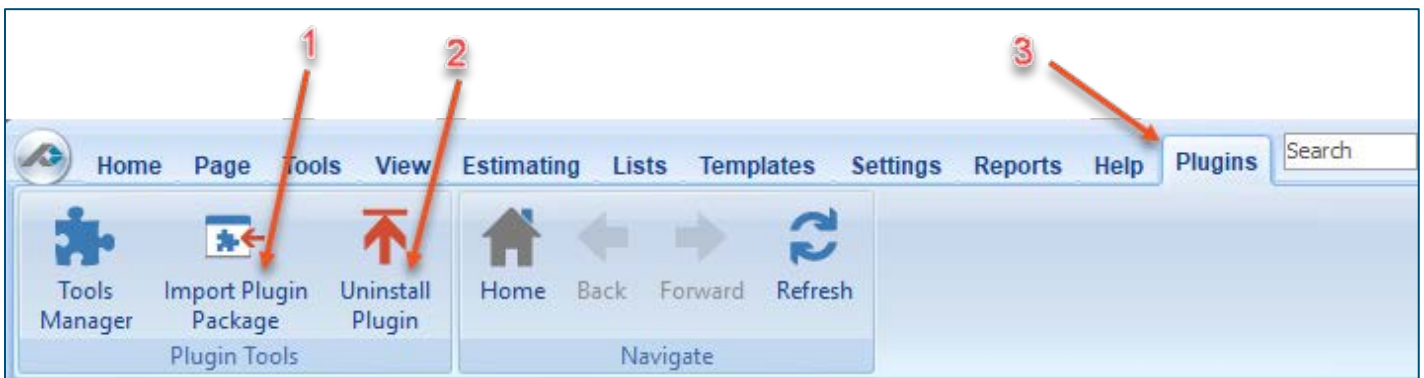 1 2 3
Home Page Tools View Estimating Lists Templates Settings Reports Help Plugins Search
Tools Import Plugin Uninstall Home Back Forward Refresh
Manager Package Plugin
Plugin Tools Navigate